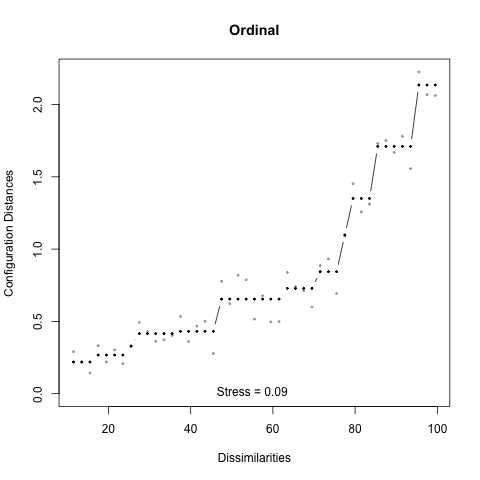 Ordinal
Configuration Distances
2.0
1.5
1.0
0.5
0.0
Stress = 0.09
20 40 60 80 100
Dissimilarities